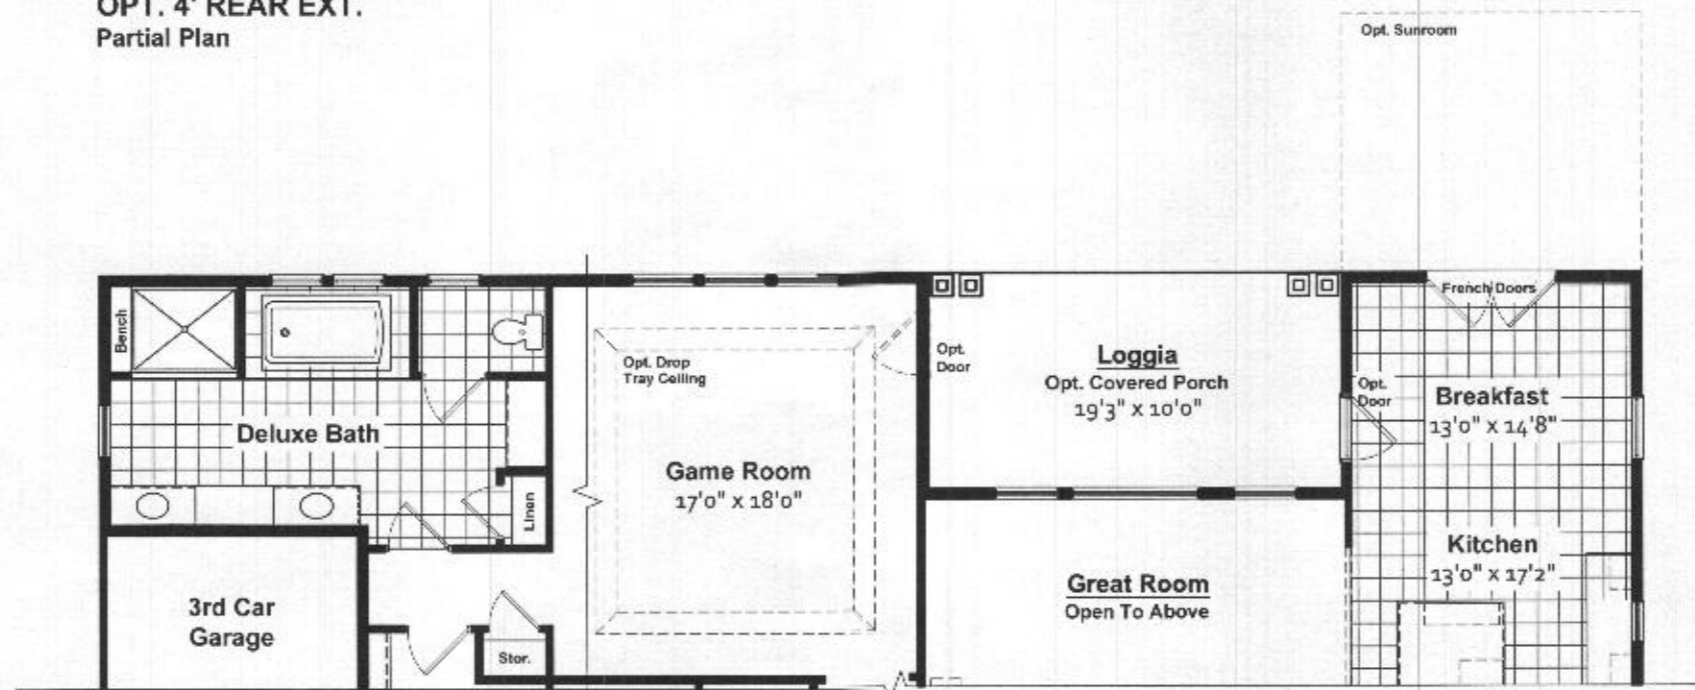 OPT. 4' REAR EXT.
Partial Plan
Opt. Sunroom
Bench
Opt. Drop
Tray Ceiling
Opt.
Door
Loggia
Opt. Covered Porch
19'3" x 10'0"
French Doors
Opt.
Door
Breakfast
13'0" x 14'8"
Deluxe Bath
Game Room
17'0" x 18'0"
Linen
Kitchen
13'0" x 17'2"
Great Room
Open To Above
3rd Car
Garage
Stor.